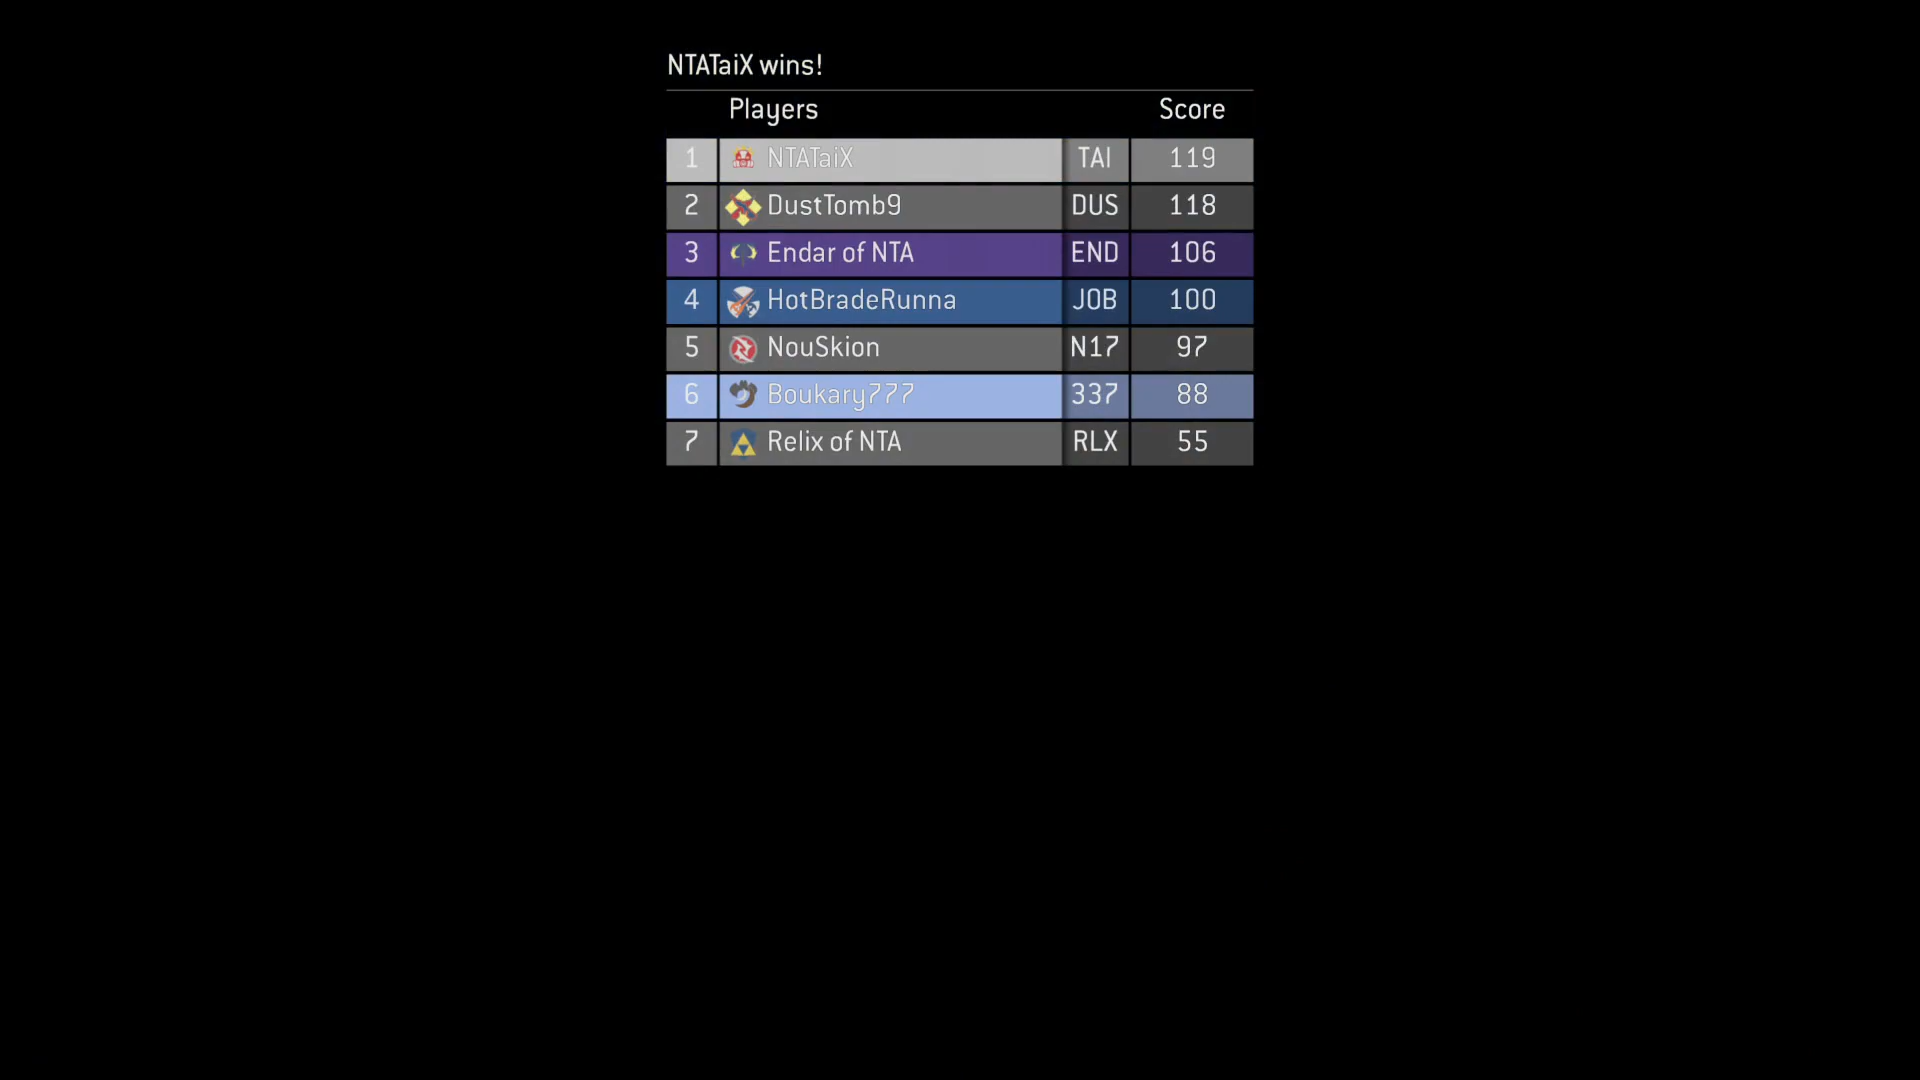 NTATaiX wins!
Players Score
1 NTATaiX TAI 119
2 DustTomb9 DUS 118
3 Endar of NTA END 106
4 HotBradeRunna JOB 100
5 NouSkion N17 97
6 Boukary777 337 88
7 Relix of NTA RLX 55